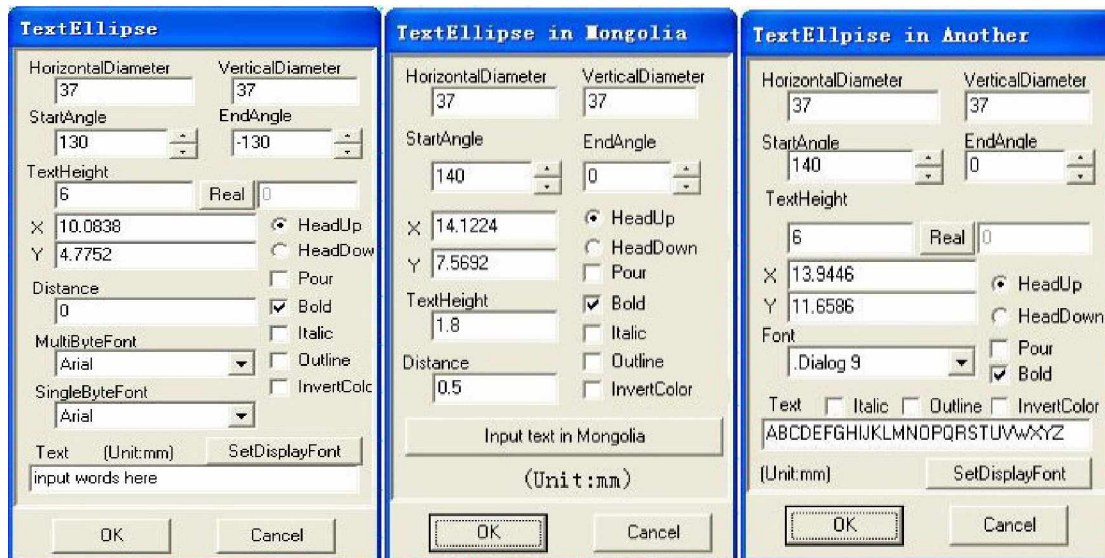 TextEllipse
HorizontalDiameter VerticalDiameter
37 37
StartAngle EndAngle
130 -130
TextHeight
6 Real 0
X 10.0838 HeadUp
Y 4.7752 HeadDow
Pour
Distance
0 Bold
MultiByteFont Italic
Arial Outline
SingleByteFont InvertColc
Arial
Text (Unit:mm) SetDisplayFont
input words here
OK Cancel
TextEllipse in Mongolia
HorizontalDiameter VerticalDiameter
37 37
StartAngle EndAngle
140 0
X 14.1224 HeadUp
HeadDown
Y 7.5692 Pour
TextHeight Bold
1.8 Italic
Distance Outline
0.5 InvertColor
Input text in Mongolia
(Unit:mm)
OK Cancel
TextEllpise in Another
HorizontalDiameter VerticalDiameter
37 37
StartAngle EndAngle
140 0
TextHeight
6 Real 0
X 13.9446 HeadUp
Y 11.6586 HeadDown
Font Pour
.Dialog 9 Bold
Text Italic Outline InvertColor
ABCDEFGHIJKLMNOPQRSTUVWXYZ
(Unit:mm) SetDisplayFont
OK Cancel